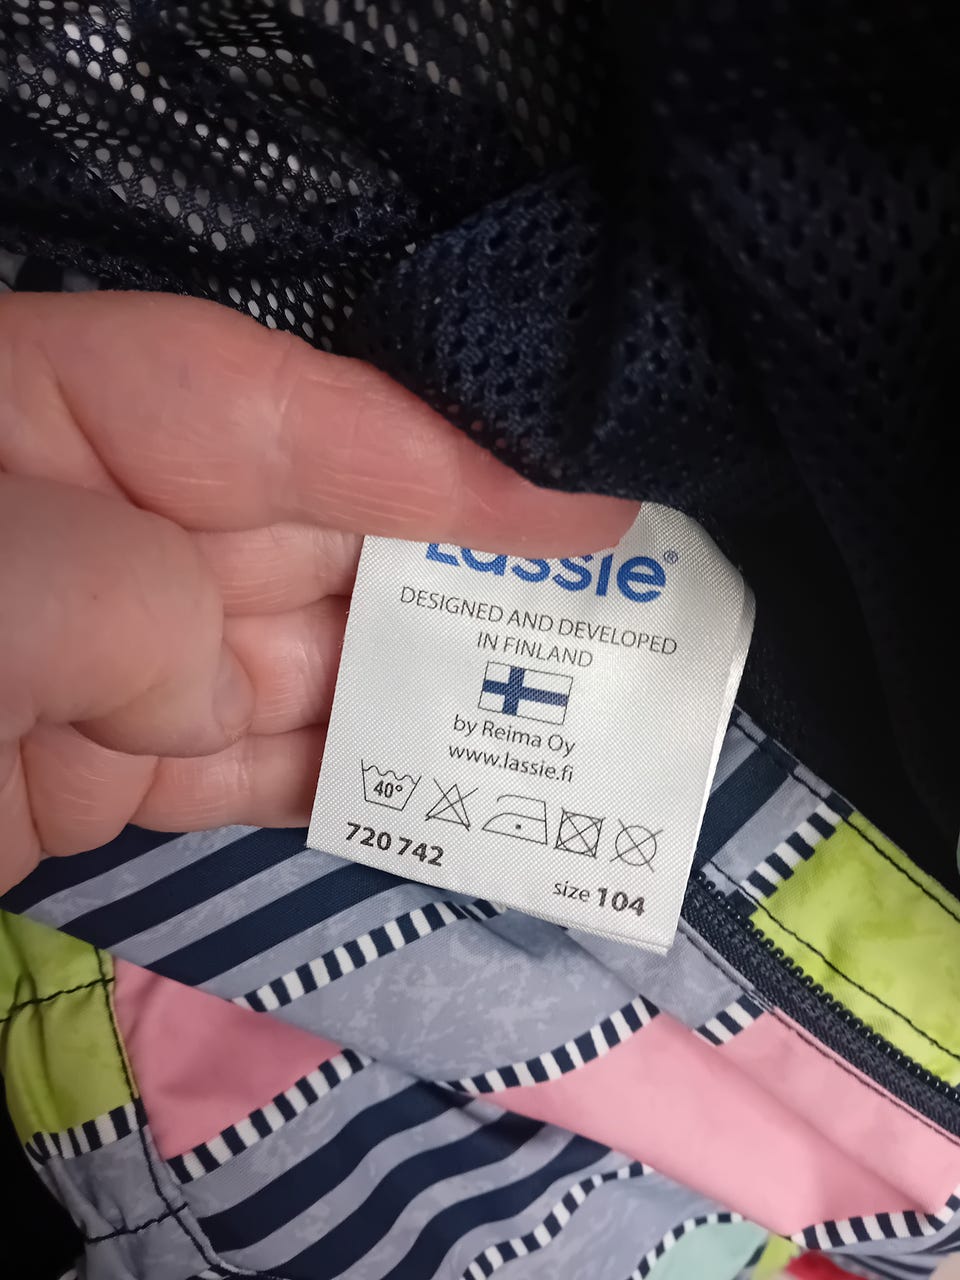 Lassie®
DESIGNED AND DEVELOPED
IN FINLAND
by Reima Oy
www.lassie.fi
40°
720 742
size 104